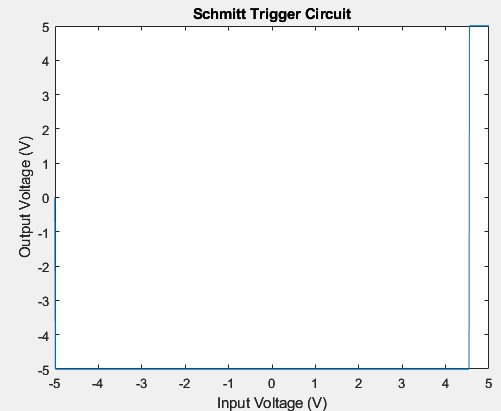 Schmitt Trigger Circuit
5
4
3
2
1
0
-1
-2
-3
-4
-5
Output Voltage (V)
-5 -4 -3 -2 -1 0 1 2 3 4 5
Input Voltage (V)